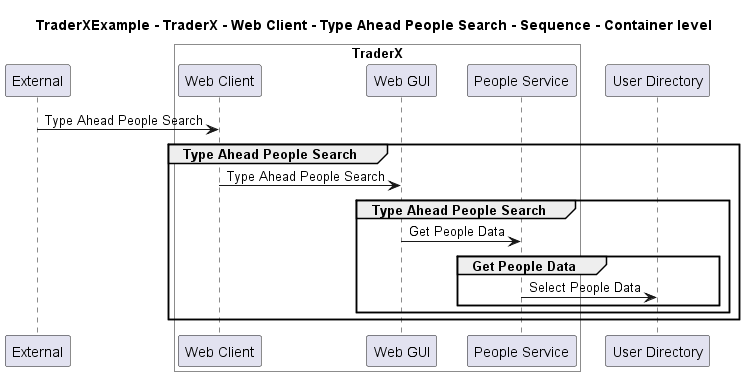 TraderXExample - TraderX - Web Client - Type Ahead People Search - Sequence - Container level
TraderX
External
Web Client
Web GUI
People Service
User Directory
Type Ahead People Search
Type Ahead People Search
Type Ahead People Search
Type Ahead People Search
Get People Data
Get People Data
Select People Data
External
Web Client
Web GUI
People Service
User Directory